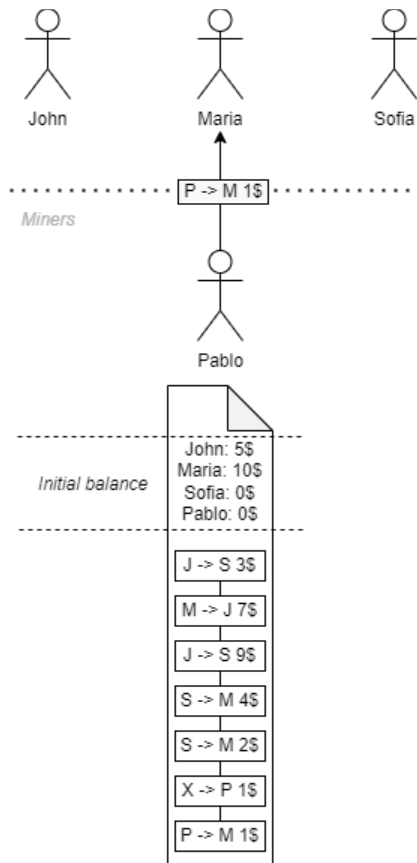 John
Maria
Sofia
P -> M 1$
Miners
Pablo
Initial balance
John: 5$
Maria: 10$
Sofia: 0$
Pablo: 0$
J -> S 3$
M -> J 7$
J -> S 9$
S -> M 4$
S -> M 2$
X -> P 1$
P -> M 1$